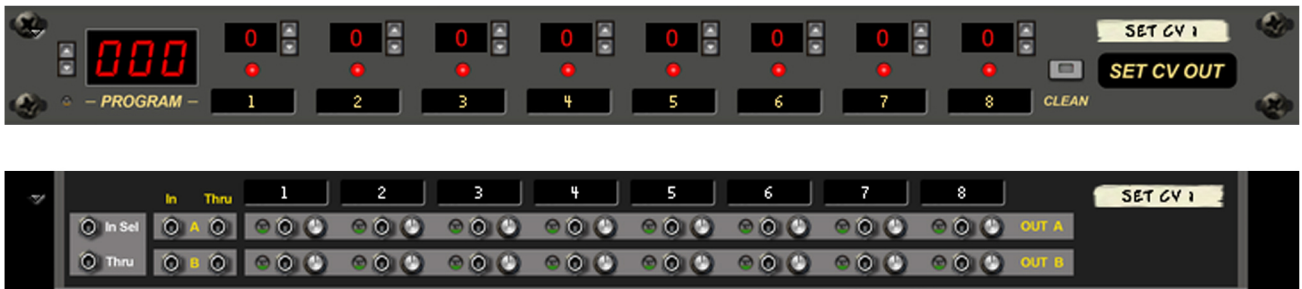 0 0 0 0 0 0 0 0 SET CV 1
000 SET CV OUT
– PROGRAM – 1 2 3 4 5 6 7 8 CLEAN
In Thru 1 2 3 4 5 6 7 8 SET CV 1
In Sel A OUT A
Thru B OUT B